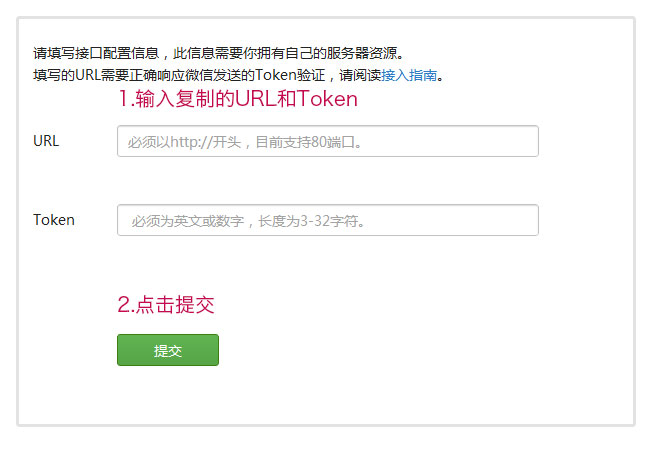 请填写接口配置信息，此信息需要你拥有自己的服务器资源。
填写的URL需要正确响应微信发送的Token验证，请阅读接入指南。
1.输入复制的URL和Token
URL
必须以http://开头，目前支持80端口。
Token
必须为英文或数字，长度为3-32字符。
2.点击提交
提交